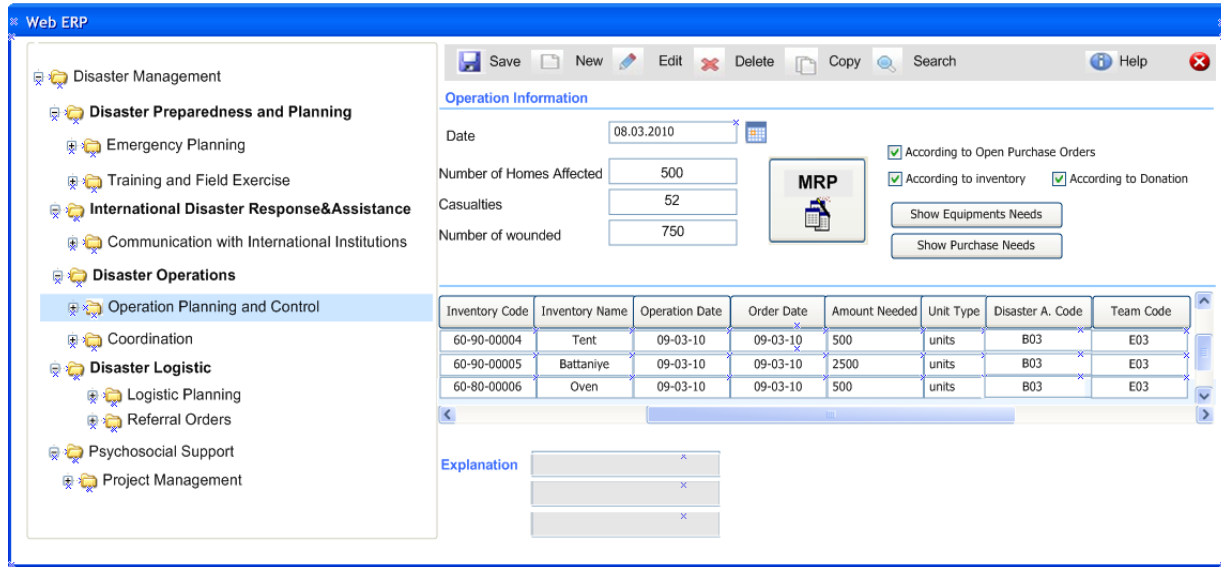 Web ERP
Disaster Management
Disaster Preparedness and Planning
Emergency Planning
Training and Field Exercise
International Disaster Response&Assistance
Communication with International Institutions
Disaster Operations
Operation Planning and Control
Coordination
Disaster Logistic
Logistic Planning
Referral Orders
Psychosocial Support
Project Management
Save New Edit Delete Copy Search Help
Operation Information
Date 08.03.2010
Number of Homes Affected 500
Casualties 52
Number of wounded 750
MRP
According to Open Purchase Orders
According to inventory According to Donation
Show Equipments Needs
Show Purchase Needs
Inventory Code Inventory Name Operation Date Order Date Amount Needed Unit Type Disaster A. Code Team Code
60-90-00004 Tent 09-03-10 09-03-10 500 units B03 E03
60-90-00005 Battaniye 09-03-10 09-03-10 2500 units B03 E03
60-80-00006 Oven 09-03-10 09-03-10 500 units B03 E03
Explanation